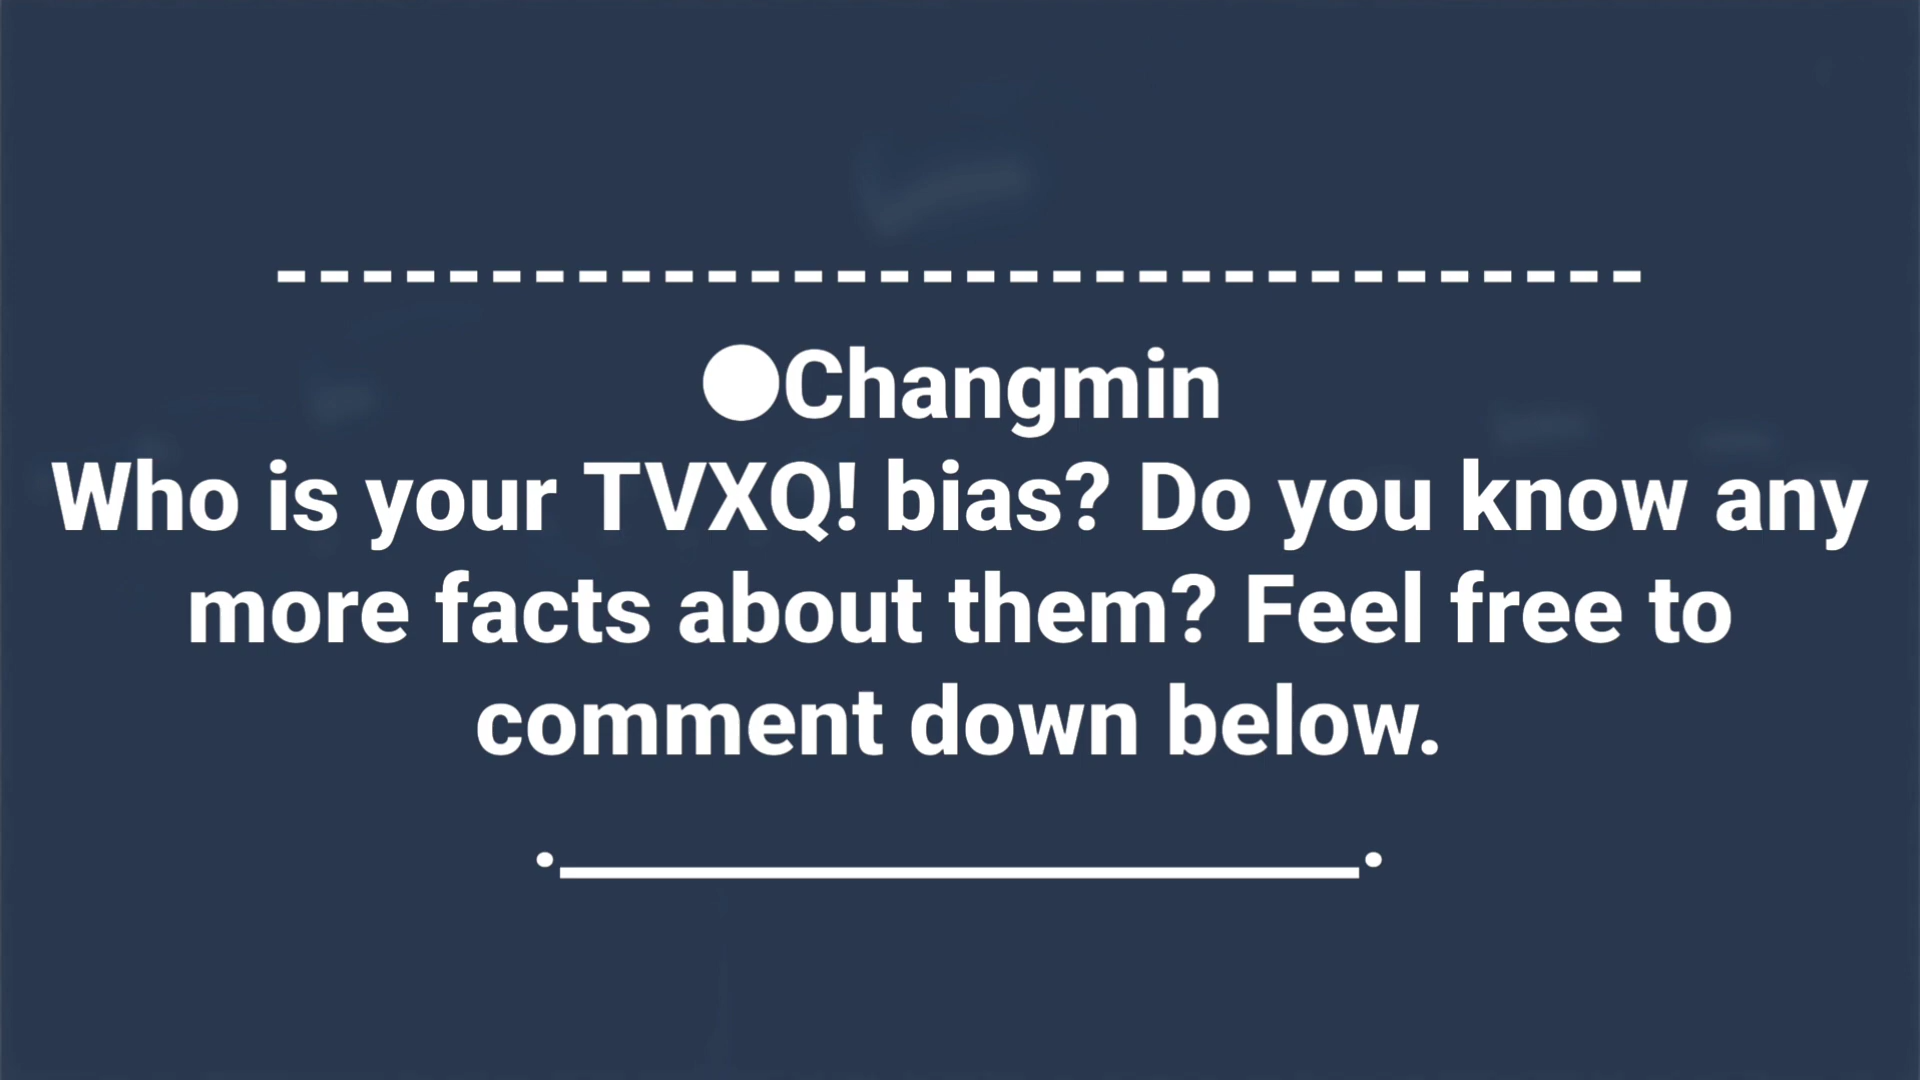 --------------------------------
●Changmin
Who is your TVXQ! bias? Do you know any
more facts about them? Feel free to
comment down below.
.___________________.